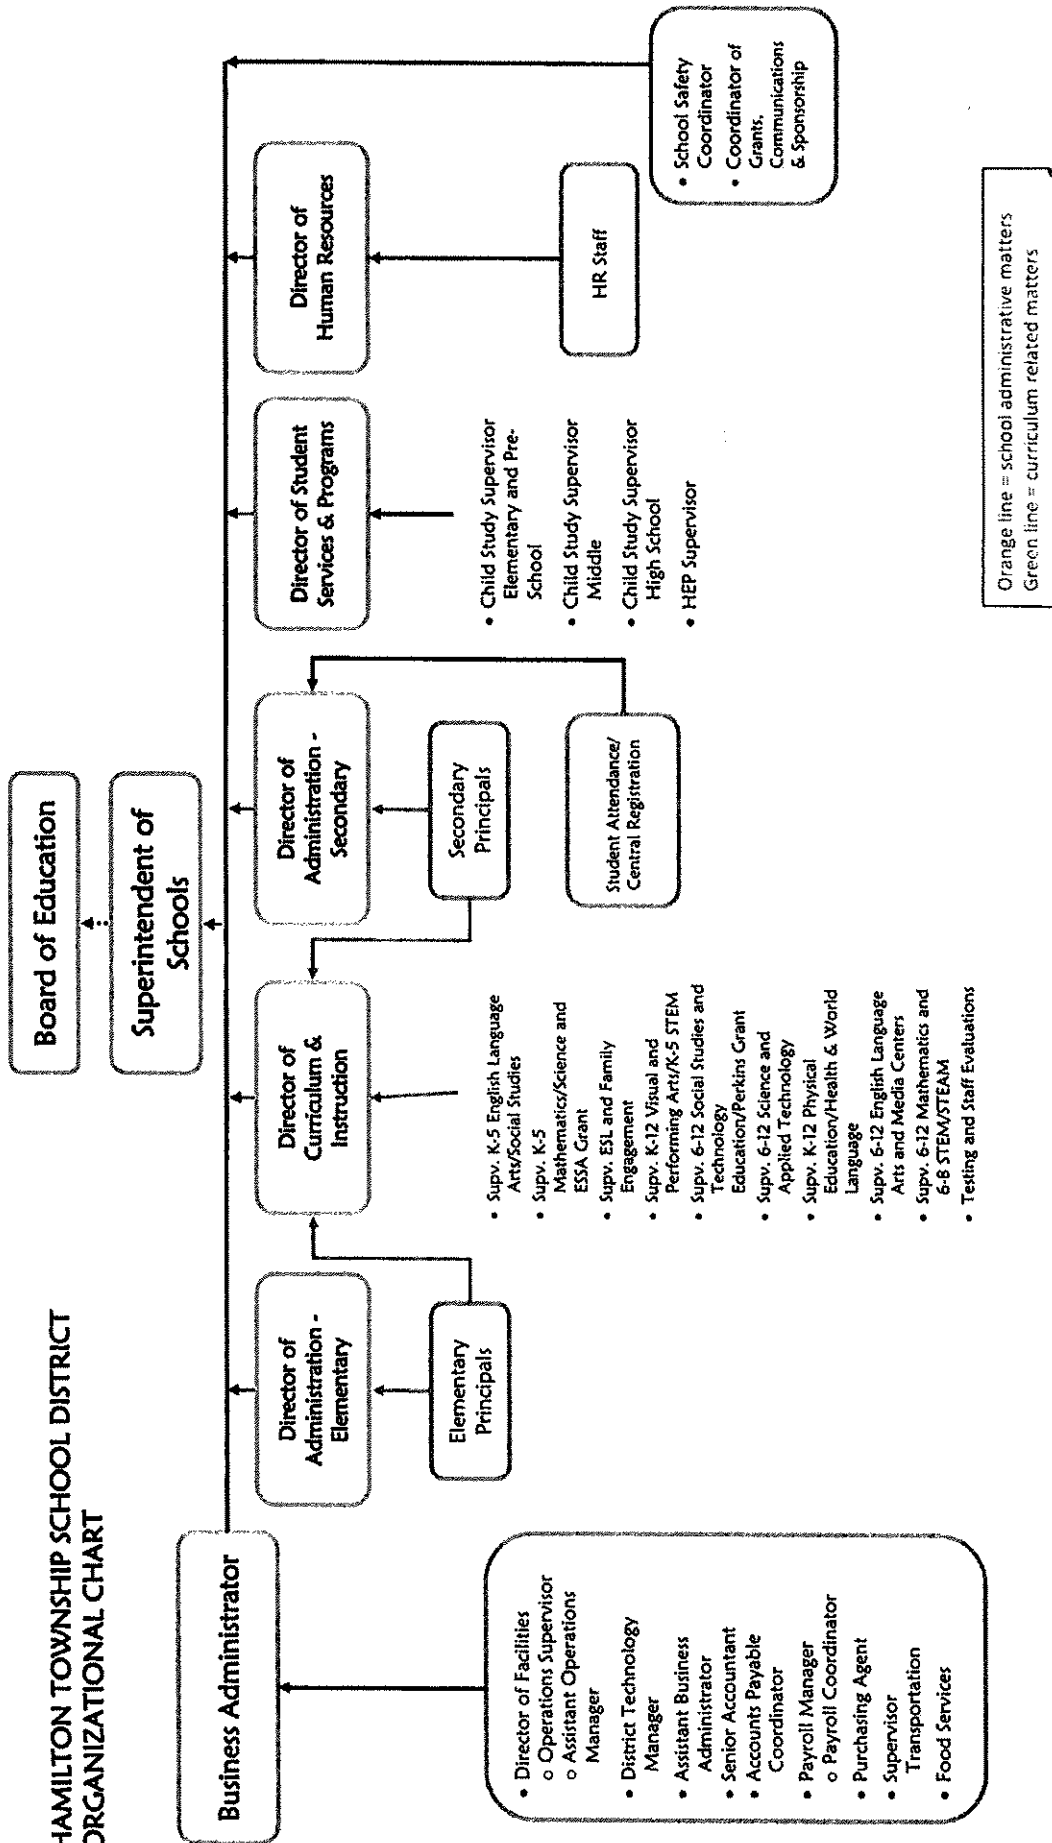 HAMILTON TOWNSHIP SCHOOL DISTRICT
ORGANIZATIONAL CHART
Board of Education
Superintendent of
Schools
Business Administrator
Director of
Administration -
Elementary
Director of
Curriculum &
Instruction
Director of
Administration -
Secondary
Director of Student
Services & Programs
Director of
Human Resources
Elementary
Principals
Secondary
Principals
Student Attendance/
Central Registration
HR Staff
• Director of Facilities
o Operations Supervisor
o Assistant Operations
Manager
• District Technology
Manager
• Assistant Business
Administrator
• Senior Accountant
• Accounts Payable
Coordinator
• Payroll Manager
o Payroll Coordinator
• Purchasing Agent
• Supervisor
Transportation
• Food Services
• Supv. K-5 English Language
Arts/Social Studies
• Supv. K-5
Mathematics/Science and
ESSA Grant
• Supv. ESL and Family
Engagement
• Supv. K-12 Visual and
Performing Arts/K-5 STEM
• Supv. 6-12 Social Studies and
Technology
Education/Perkins Grant
• Supv. 6-12 Science and
Applied Technology
• Supv. K-12 Physical
Education/Health & World
Language
• Supv. 6-12 English Language
Arts and Media Centers
• Supv. 6-12 Mathematics and
6-8 STEM/STEAM
• Testing and Staff Evaluations
• Child Study Supervisor
Elementary and Pre-
School
• Child Study Supervisor
Middle
• Child Study Supervisor
High School
• HEP Supervisor
• School Safety
Coordinator
• Coordinator of
Grants,
Communications
& Sponsorship
Orange line = school administrative matters
Green line = curriculum related matters